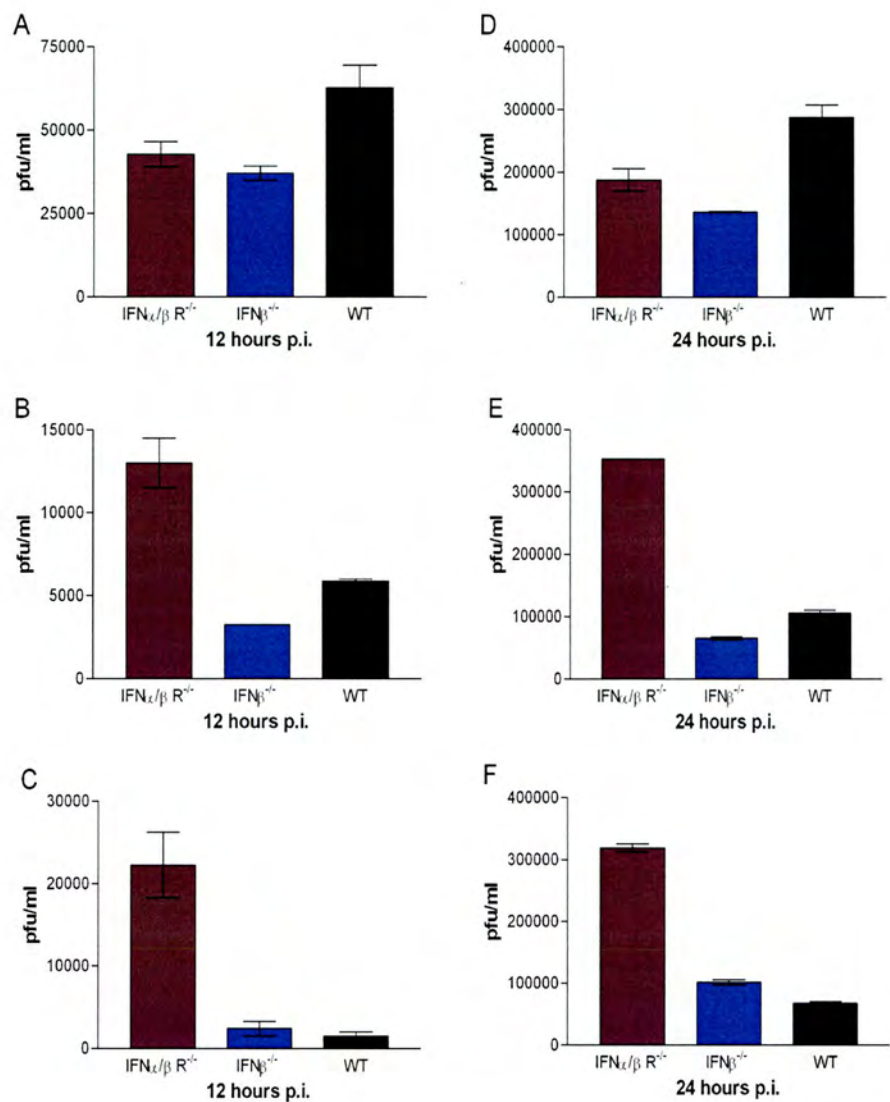 A
75000
50000
25000
0
pfu/ml
IFNα/β R-/- IFNβ-/- WT
12 hours p.i.
D
400000
300000
200000
100000
0
pfu/ml
IFNα/β R-/- IFNβ-/- WT
24 hours p.i.
B
15000
10000
5000
0
pfu/ml
IFNα/β R-/- IFNβ-/- WT
12 hours p.i.
E
400000
300000
200000
100000
0
pfu/ml
IFNα/β R-/- IFNβ-/- WT
24 hours p.i.
C
30000
20000
10000
0
pfu/ml
IFNα/β R-/- IFNβ-/- WT
12 hours p.i.
F
400000
300000
200000
100000
0
pfu/ml
IFNα/β R-/- IFNβ-/- WT
24 hours p.i.